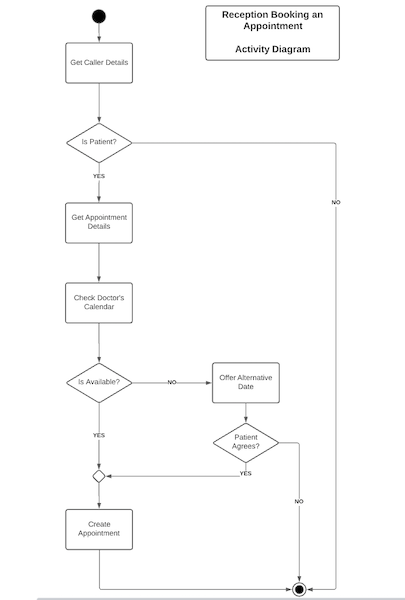 Reception Booking an
Appointment
Activity Diagram
Get Caller Details
Is Patient?
YES
NO
Get Appointment
Details
Check Doctor's
Calendar
Is Available?
NO
Offer Alternative
Date
YES
Patient
Agrees?
YES
NO
Create
Appointment